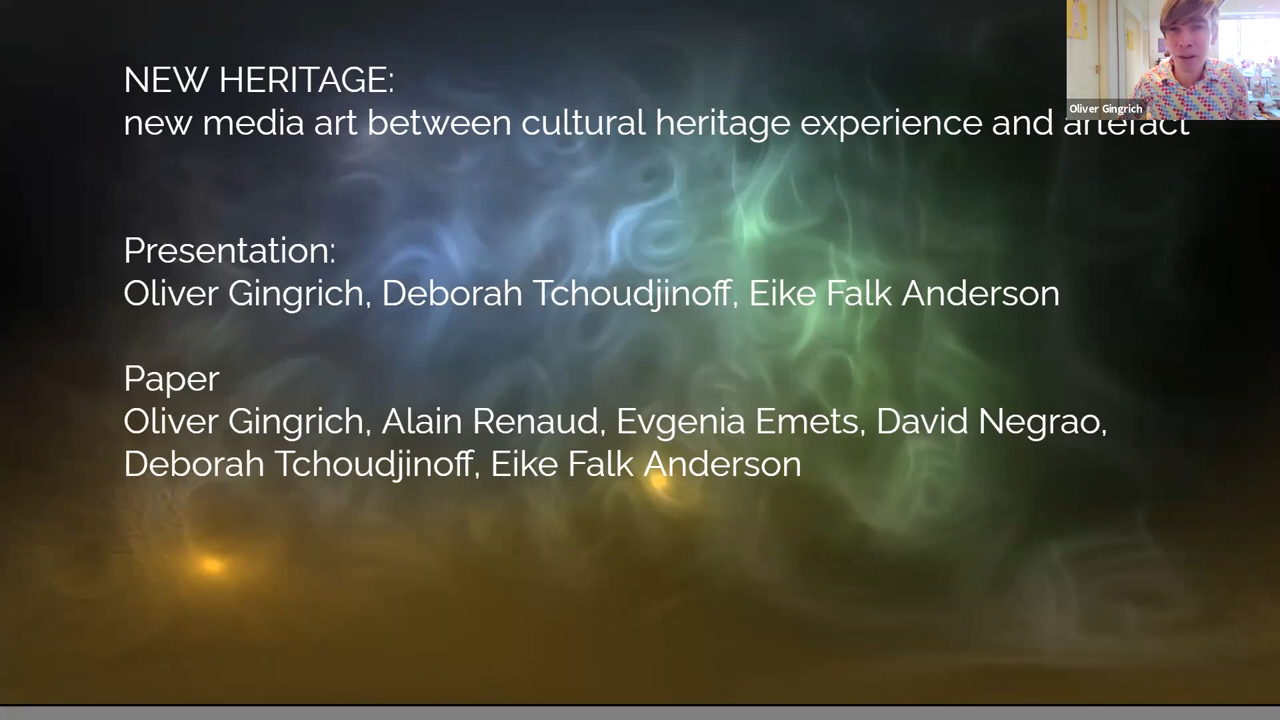 NEW HERITAGE:
new media art between cultural heritage experience and artefact
Oliver Gingrich
Presentation:
Oliver Gingrich, Deborah Tchoudjinoff, Eike Falk Anderson
Paper
Oliver Gingrich, Alain Renaud, Evgenia Emets, David Negrao,
Deborah Tchoudjinoff, Eike Falk Anderson